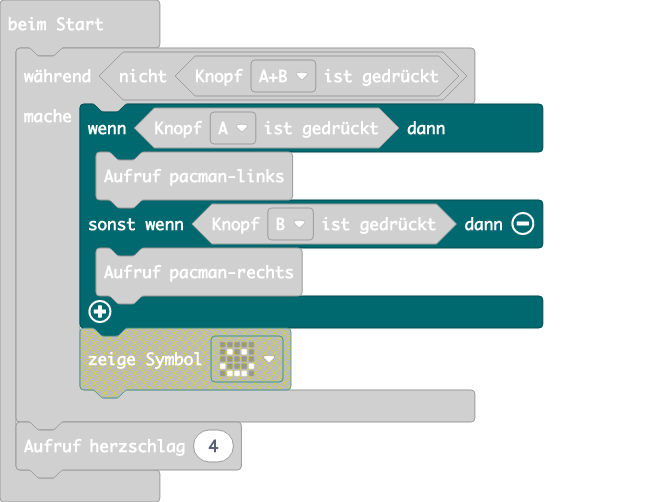 beim Start
während nicht Knopf A+B ist gedrückt
mache
wenn Knopf A ist gedrückt dann
Aufruf pacman-links
sonst wenn Knopf B ist gedrückt dann
Aufruf pacman-rechts
zeige Symbol
Aufruf herzschlag 4